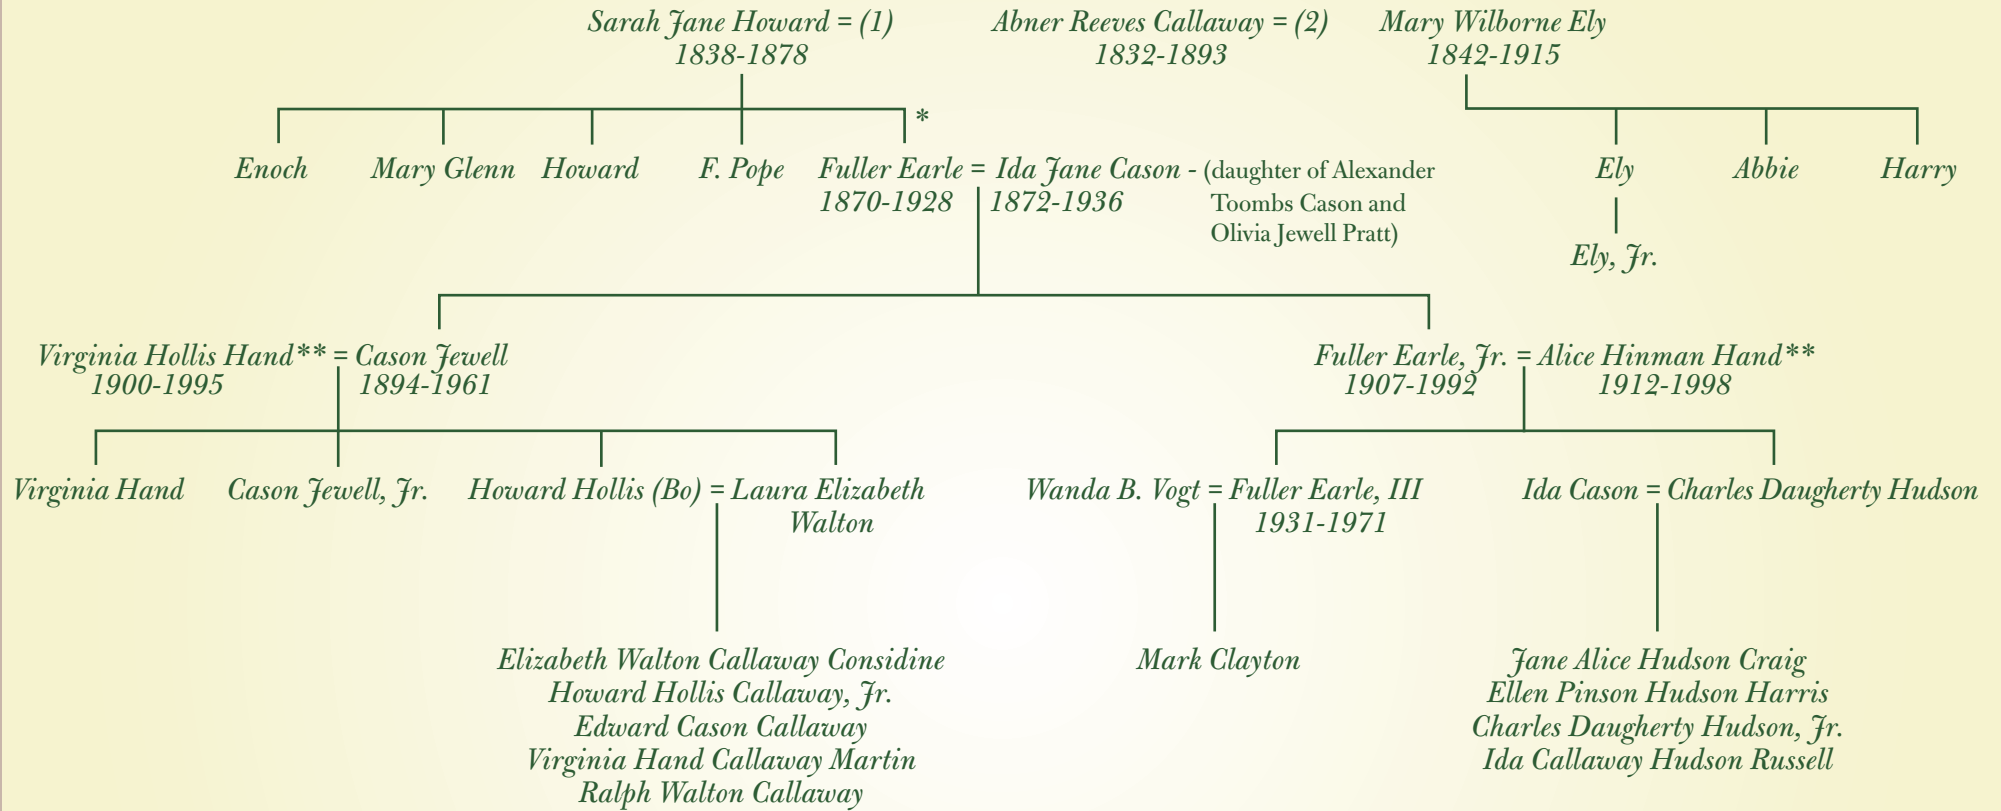 Sarah Jane Howard = (1) Abner Reeves Callaway = (2) Mary Wilborne Ely
1838-1878 1832-1893 1842-1915
*
Enoch Mary Glenn Howard F. Pope Fuller Earle = Ida Jane Cason - (daughter of Alexander Ely Abbie Harry
1870-1928 1872-1936 Toombs Cason and
Olivia Jewell Pratt)
Ely, Jr.
Virginia Hollis Hand** = Cason Jewell Fuller Earle, Jr. = Alice Hinman Hand**
1900-1995 1894-1961 1907-1992 1912-1998
Virginia Hand Cason Jewell, Jr. Howard Hollis (Bo) = Laura Elizabeth Wanda B. Vogt = Fuller Earle, III Ida Cason = Charles Daugherty Hudson
Walton 1931-1971
Elizabeth Walton Callaway Considine Mark Clayton Jane Alice Hudson Craig
Howard Hollis Callaway, Jr. Ellen Pinson Hudson Harris
Edward Cason Callaway Charles Daugherty Hudson, Jr.
Virginia Hand Callaway Martin Ida Callaway Hudson Russell
Ralph Walton Callaway